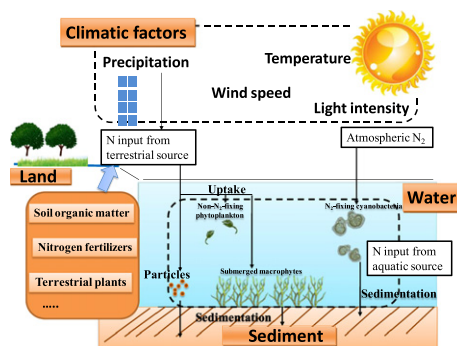 Climatic factors
Temperature
Precipitation
Wind speed
Light intensity
N input from
terrestrial source
Atmospheric N₂
Land
Water
Uptake
Soil organic matter
Non-N₂-fixing
phytoplankton
N₂-fixing cyanobacteria
Nitrogen fertilizers
N input from
aquatic source
Particles
Submerged macrophytes
Terrestrial plants
.....
Sedimentation
Sedimentation
Sediment